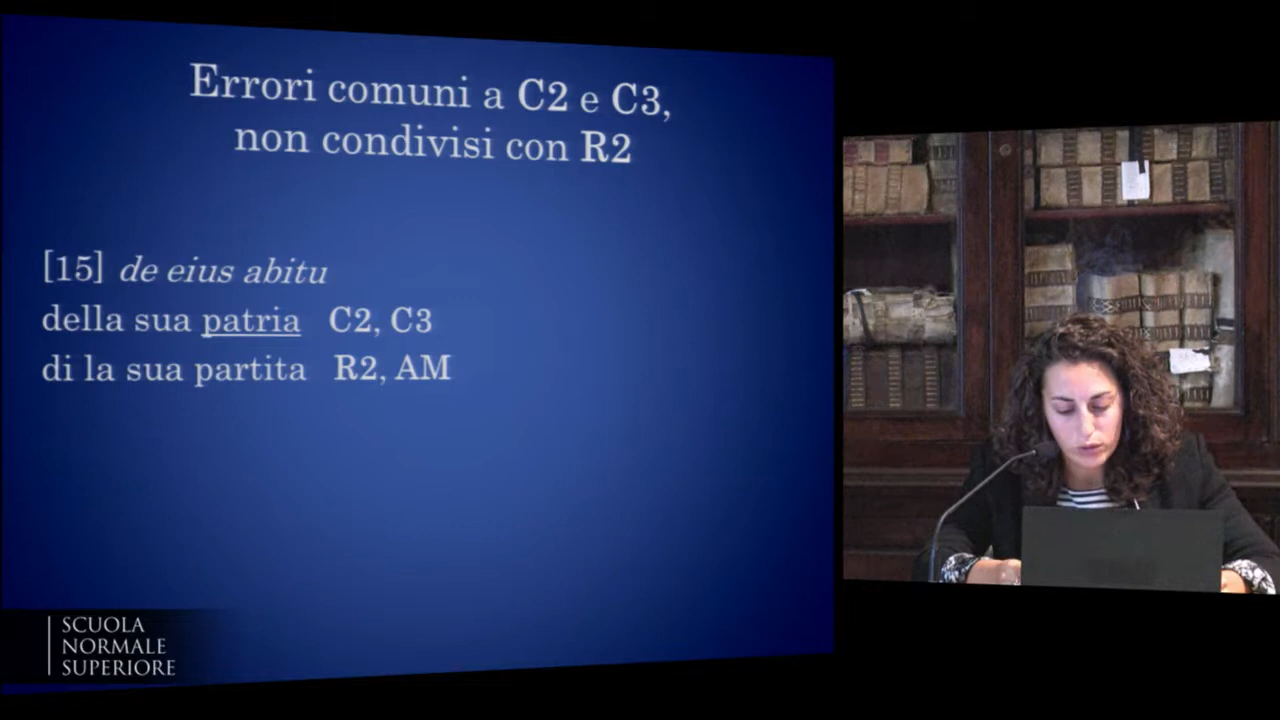 Errori comuni a C2 e C3,
non condivisi con R2
[15] de eius abitu
della sua patria C2, C3
di la sua partita R2, AM
SCUOLA
NORMALE
SUPERIORE